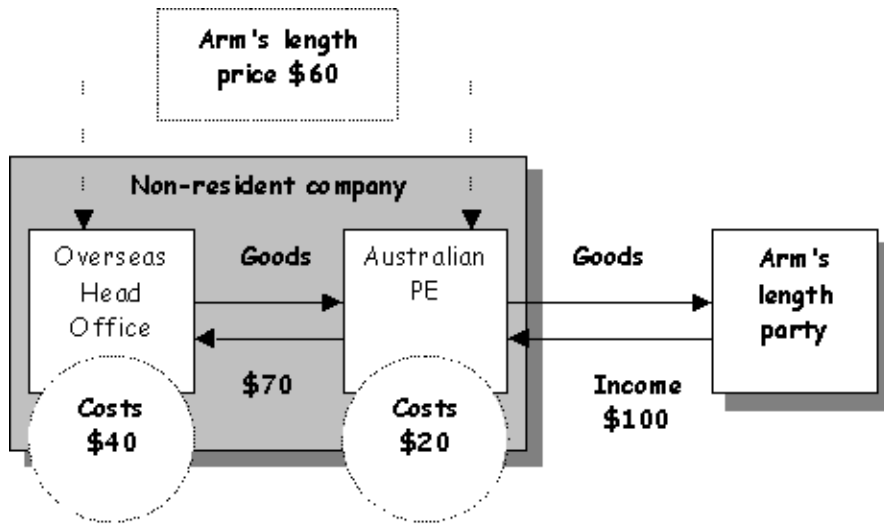 Arm's length
price $60
Non-resident company
Overseas
Head
Office
Goods
$70
Australian
PE
Goods
Income
$100
Arm's
length
party
Costs
$40
Costs
$20